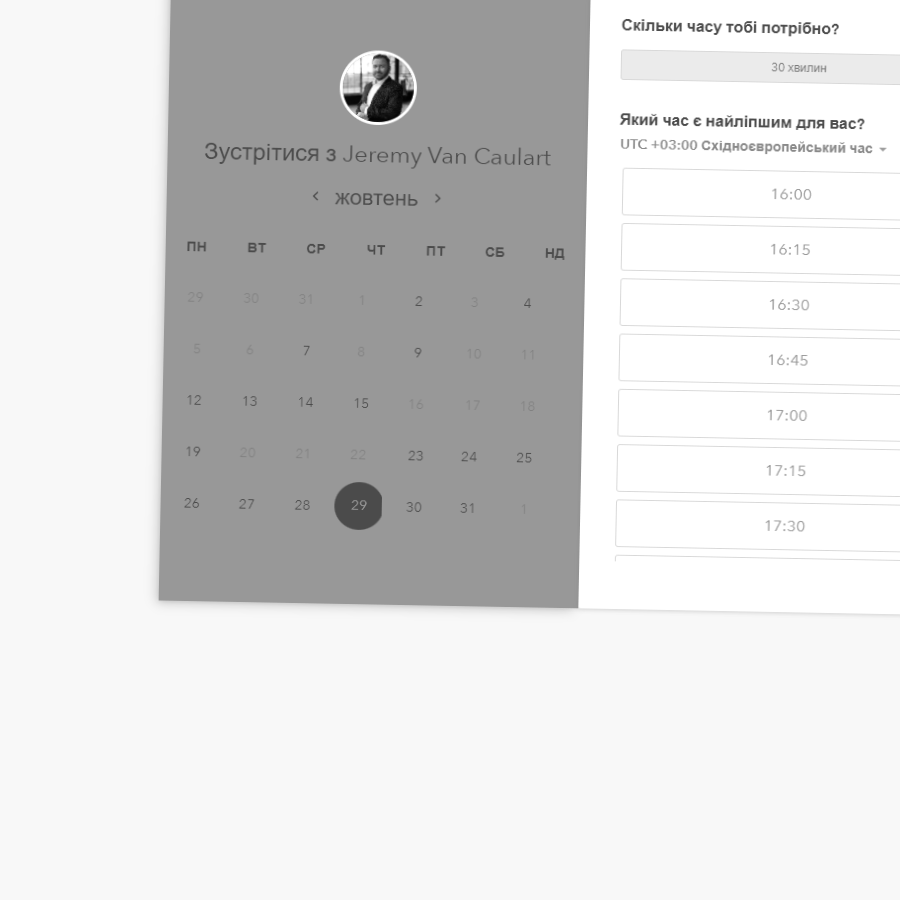 Зустрітися з Jeremy Van Caulart
жовтень
ПН ВТ СР ЧТ ПТ СБ НД
29 30 31 1 2 3 4
5 6 7 8 9 10 11
12 13 14 15 16 17 18
19 20 21 22 23 24 25
26 27 28 29 30 31 1
Скільки часу тобі потрібно?
30 хвилин
Який час є найліпшим для вас?
UTC +03:00 Східноєвропейський час
16:00
16:15
16:30
16:45
17:00
17:15
17:30